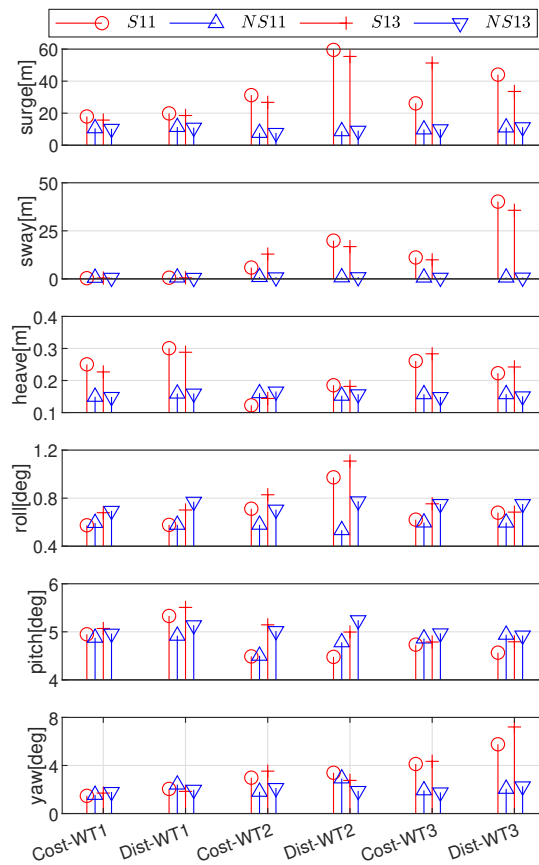 S11 NS11 S13 NS13
surge[m]
60
40
20
0
sway[m]
50
25
0
heave[m]
0.4
0.3
0.2
0.1
roll[deg]
1.2
0.8
0.4
pitch[deg]
6
5
4
yaw[deg]
8
4
0
Cost-WT1 Dist-WT1 Cost-WT2 Dist-WT2 Cost-WT3 Dist-WT3